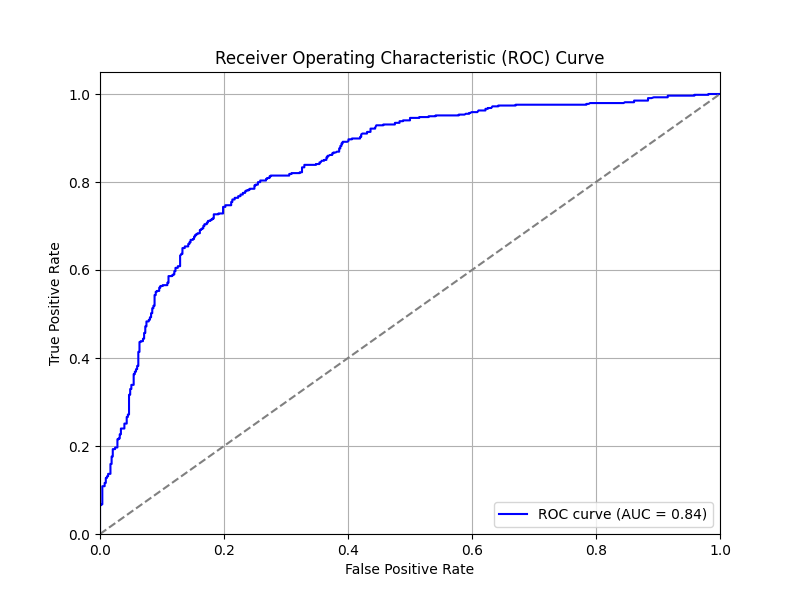 Receiver Operating Characteristic (ROC) Curve
1.0
0.8
0.6
0.4
0.2
0.0
True Positive Rate
ROC curve (AUC = 0.84)
0.0 0.2 0.4 0.6 0.8 1.0
False Positive Rate